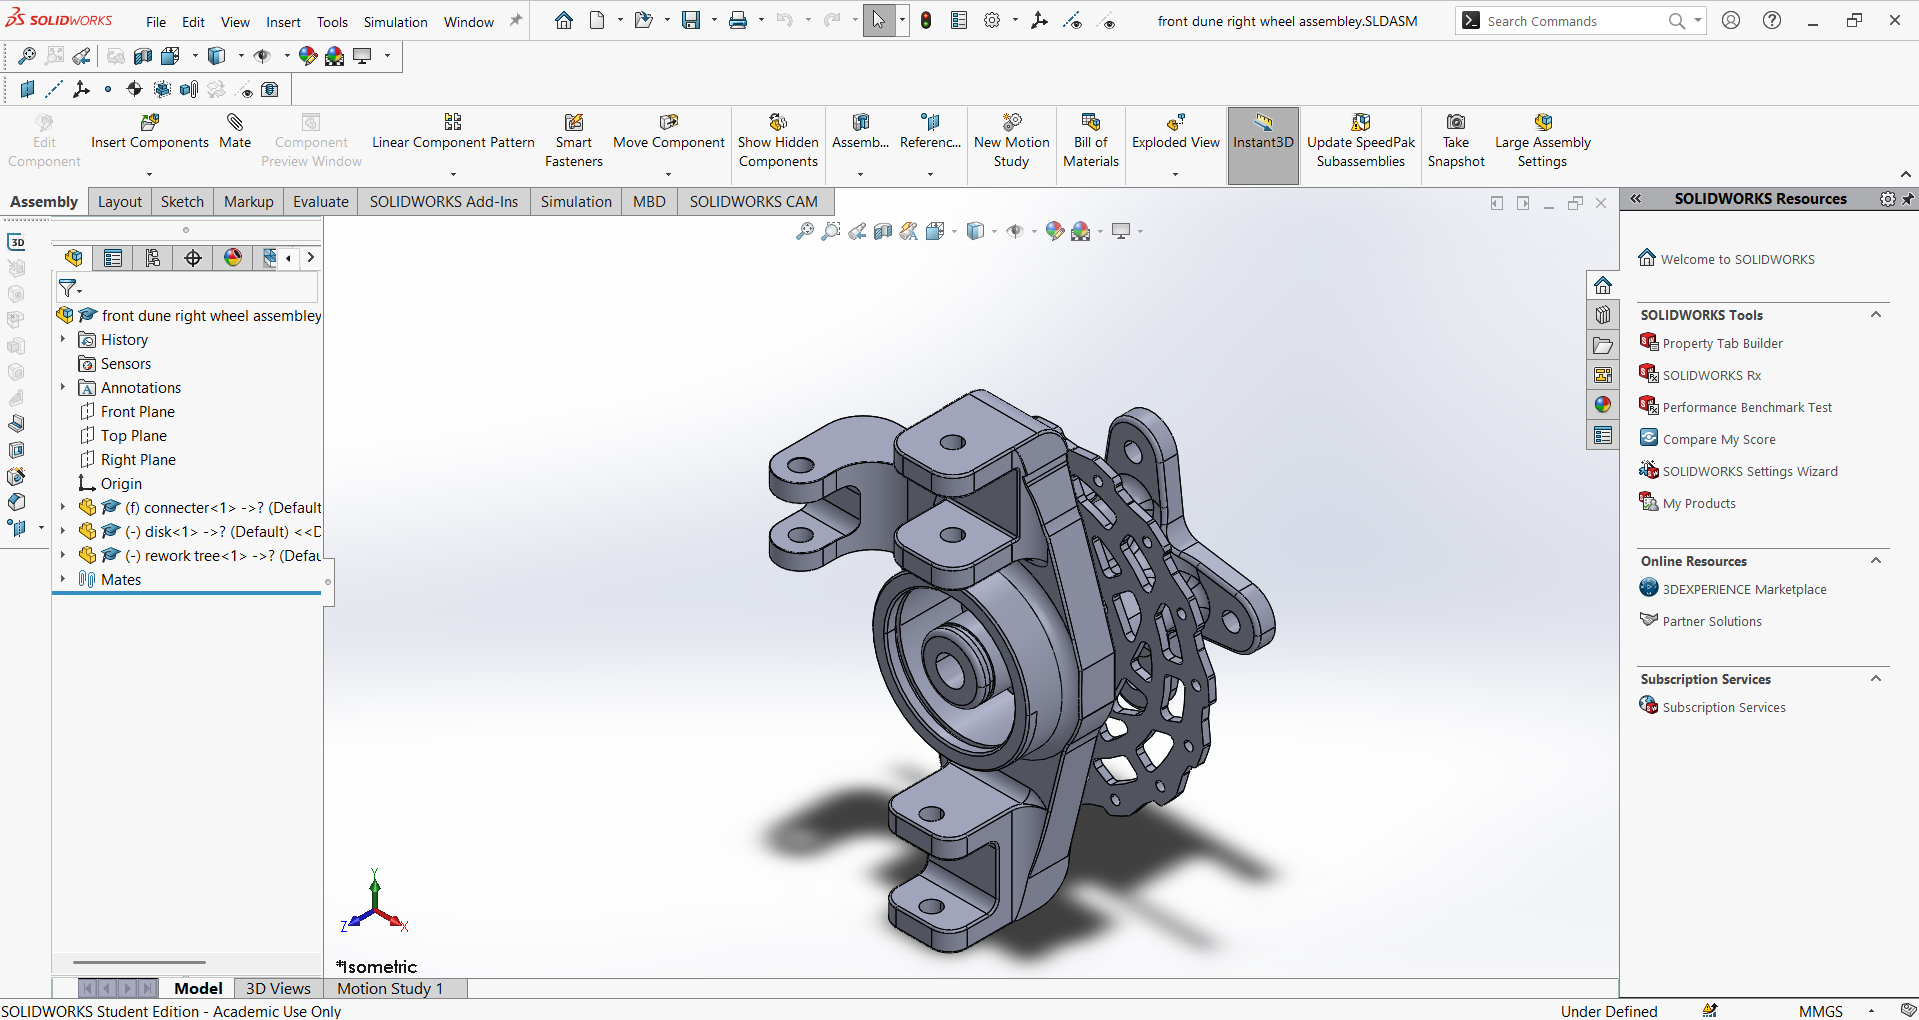 SOLIDWORKS File Edit View Insert Tools Simulation Window front dune right wheel assembley.SLDASM Search Commands
Edit Component
Insert Components
Mate
Component Preview Window
Linear Component Pattern
Smart Fasteners
Move Component
Show Hidden Components
Assemb...
Referenc...
New Motion Study
Bill of Materials
Exploded View
Instant3D
Update SpeedPak Subassemblies
Take Snapshot
Large Assembly Settings
Assembly Layout Sketch Markup Evaluate SOLIDWORKS Add-Ins Simulation MBD SOLIDWORKS CAM
3D
front dune right wheel assembley
History
Sensors
Annotations
Front Plane
Top Plane
Right Plane
Origin
(f) connecter<1> ->? (Default
(-) disk<1> ->? (Default) <<D
(-) rework tree<1> ->? (Defau
Mates
Y
Z
X
*Isometric
Model 3D Views Motion Study 1
SOLIDWORKS Resources
Welcome to SOLIDWORKS
SOLIDWORKS Tools
Property Tab Builder
SOLIDWORKS Rx
Performance Benchmark Test
Compare My Score
SOLIDWORKS Settings Wizard
My Products
Online Resources
3DEXPERIENCE Marketplace
Partner Solutions
Subscription Services
Subscription Services
SOLIDWORKS Student Edition - Academic Use Only
Under Defined
MMGS